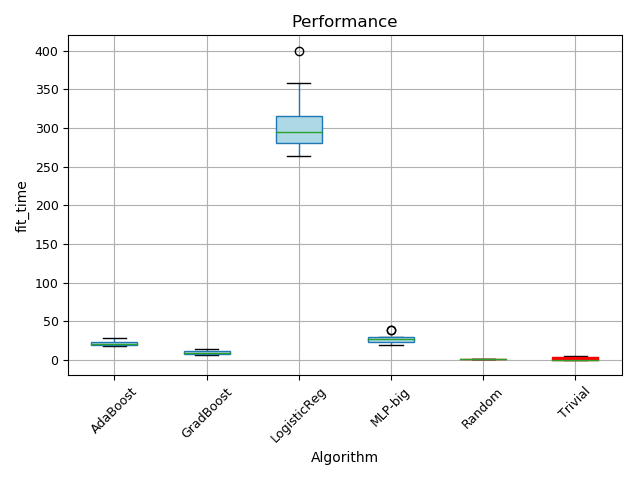 Performance
400
350
300
250
200
150
100
50
0
fit_time
AdaBoost
GradBoost
LogisticReg
MLP-big
Random
Trivial
Algorithm